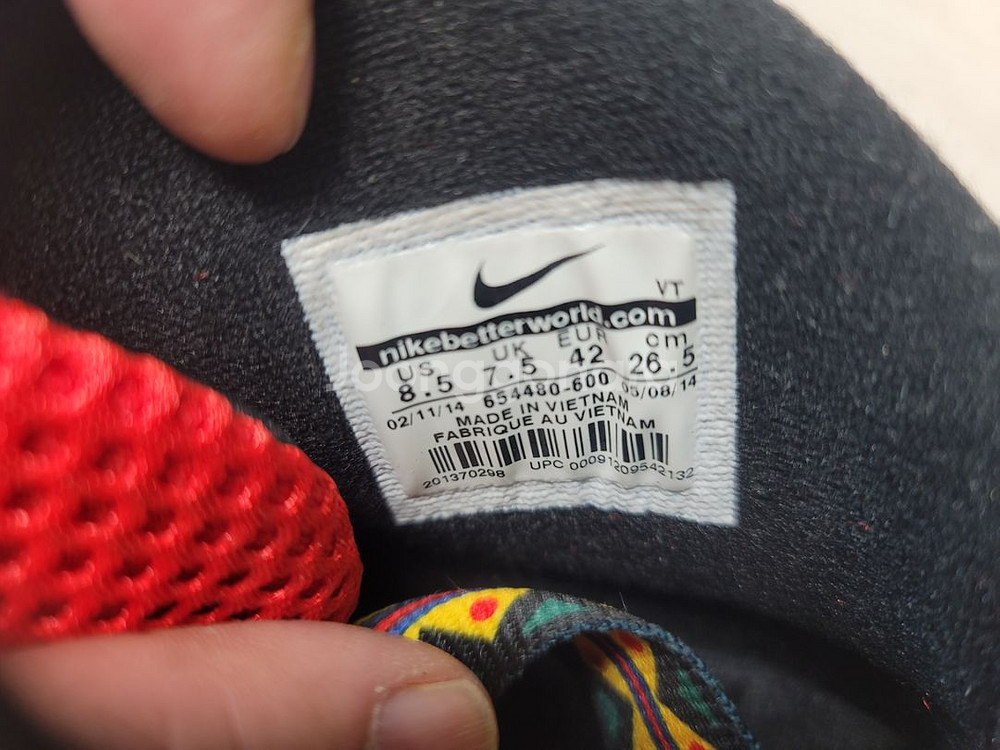 VT
nikebetterworld.com
US UK EUR cm
8.5 7.5 42 26.5
02/11/14 654480-600 05/08/14
MADE IN VIETNAM
FABRIQUE AU VIETNAM
201370298 UPC 00091209542132